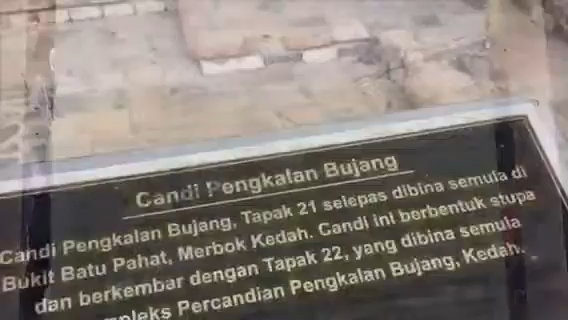 Candi Pengkalan Bujang
Candi Pengkalan Bujang, Tapak 21 selepas dibina semula di
Bukit Batu Pahat, Merbok Kedah. Candi ini berbentuk stupa
dan berkembar dengan Tapak 22, yang dibina semula
Percandian Pengkalan Bujang, Kedah.